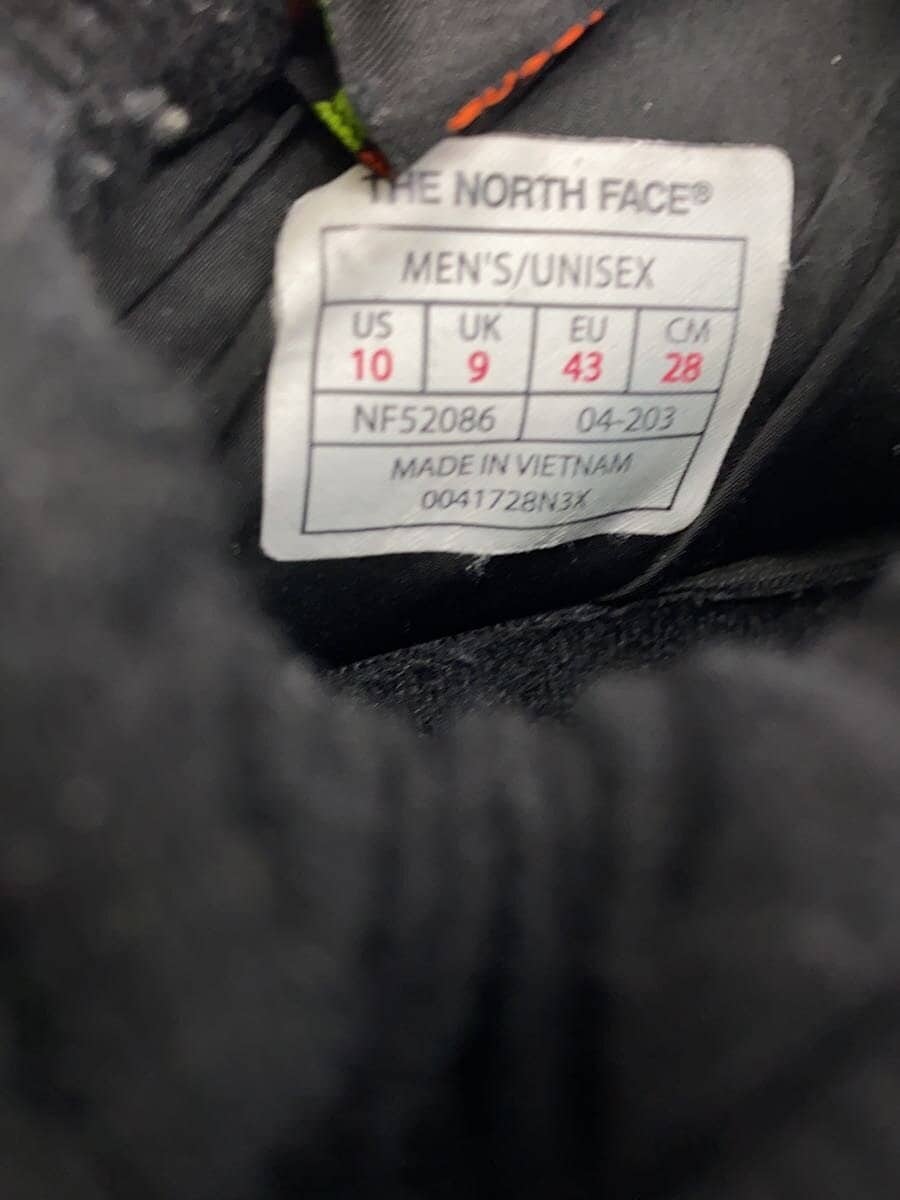 THE NORTH FACE®
MEN'S/UNISEX
US UK EU CM
10 9 43 28
NF52086 04-203
MADE IN VIETNAM
0041728N3X